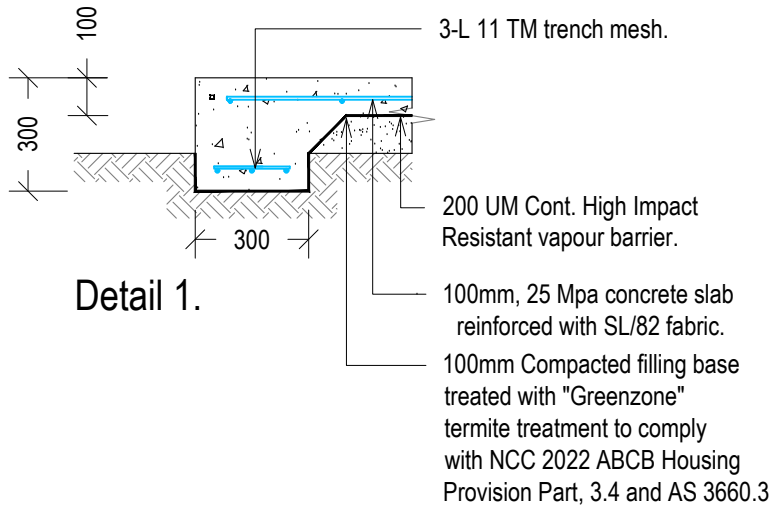 100
3-L 11 TM trench mesh.
300
200 UM Cont. High Impact
Resistant vapour barrier.
300
Detail 1.
100mm, 25 Mpa concrete slab
reinforced with SL/82 fabric.
100mm Compacted filling base
treated with "Greenzone"
termite treatment to comply
with NCC 2022 ABCB Housing
Provision Part, 3.4 and AS 3660.3